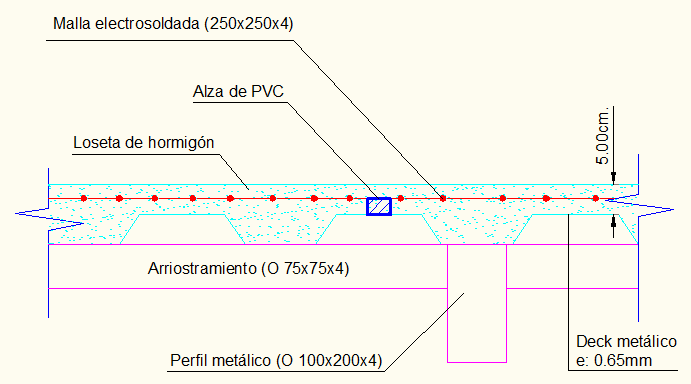 Malla electrosoldada (250x250x4)
Alza de PVC
Loseta de hormigón
5.00cm.
Arriostramiento (O 75x75x4)
Perfil metálico (O 100x200x4)
Deck metálico
e: 0.65mm